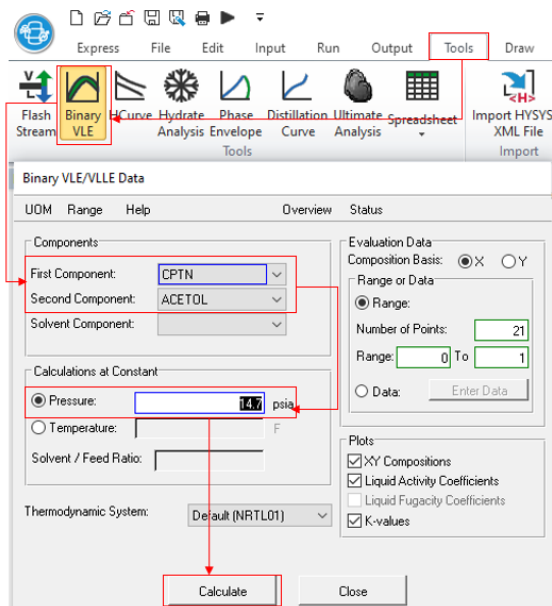 Express File Edit Input Run Output Tools Draw
Flash Stream
Binary VLE
HCurve
Hydrate Analysis
Phase Envelope
Distillation Curve
Ultimate Analysis
Spreadsheet
Import HYSYS XML File
<H>
Tools
Import
Binary VLE/VLLE Data
UOM Range Help Overview Status
Components
First Component: CPTN
Second Component: ACETOL
Solvent Component:
Calculations at Constant
Pressure: 14.7 psia
Temperature: F
Solvent / Feed Ratio:
Thermodynamic System: Default (NRTL01)
Evaluation Data
Composition Basis: X Y
Range or Data
Range:
Number of Points: 21
Range: 0 To 1
Data: Enter Data
Plots
XY Compositions
Liquid Activity Coefficients
Liquid Fugacity Coefficients
K-values
Calculate Close